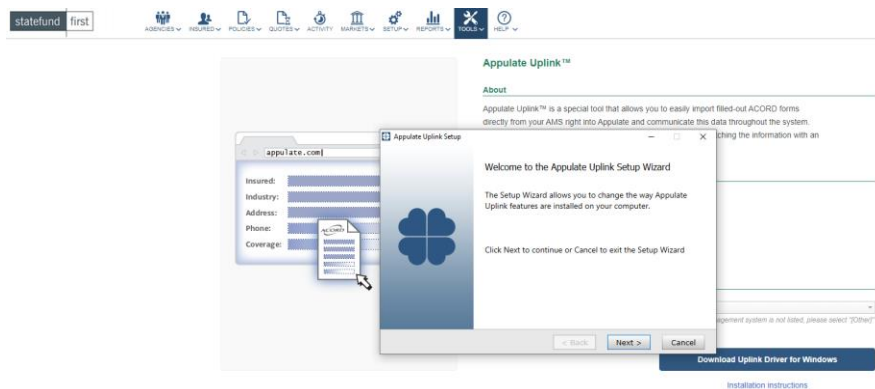 statefund first
AGENCIES INSURED POLICIES QUOTES ACTIVITY MARKETS SETUP REPORTS TOOLS HELP
Appulate Uplink™
About
Appulate Uplink™ is a special tool that allows you to easily import filled-out ACORD forms
directly from your AMS right into Appulate and communicate this data throughout the system.
tching the information with an
appulate.com
Insured:
Industry:
Address:
Phone:
Coverage:
ACORD
Appulate Uplink Setup
Welcome to the Appulate Uplink Setup Wizard
The Setup Wizard allows you to change the way Appulate
Uplink features are installed on your computer.
Click Next to continue or Cancel to exit the Setup Wizard
< Back Next > Cancel
agement system is not listed, please select "[Other]"
Download Uplink Driver for Windows
Installation instructions